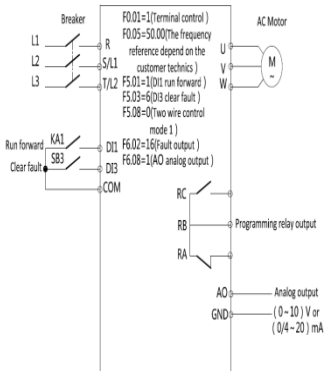 Breaker
L1
L2
L3
R
S/L1
T/L2
F0.01=1(Terminal control )
F0.05=50.00(The frequency
reference depend on the
customer technics )
F5.01=1(DI1 run forward )
F5.03=6(DI3 clear fault )
F5.08=0(Two wire control
mode 1 )
F6.02=16(Fault output )
F6.08=1(AO analog output )
AC Motor
U
V
W
M
~
Run forward
KA1
DI1
Clear fault
SB3
DI3
COM
RC
RB
Programming relay output
RA
AO
Analog output
GND
( 0~10 ) V or
( 0/4~20 ) mA